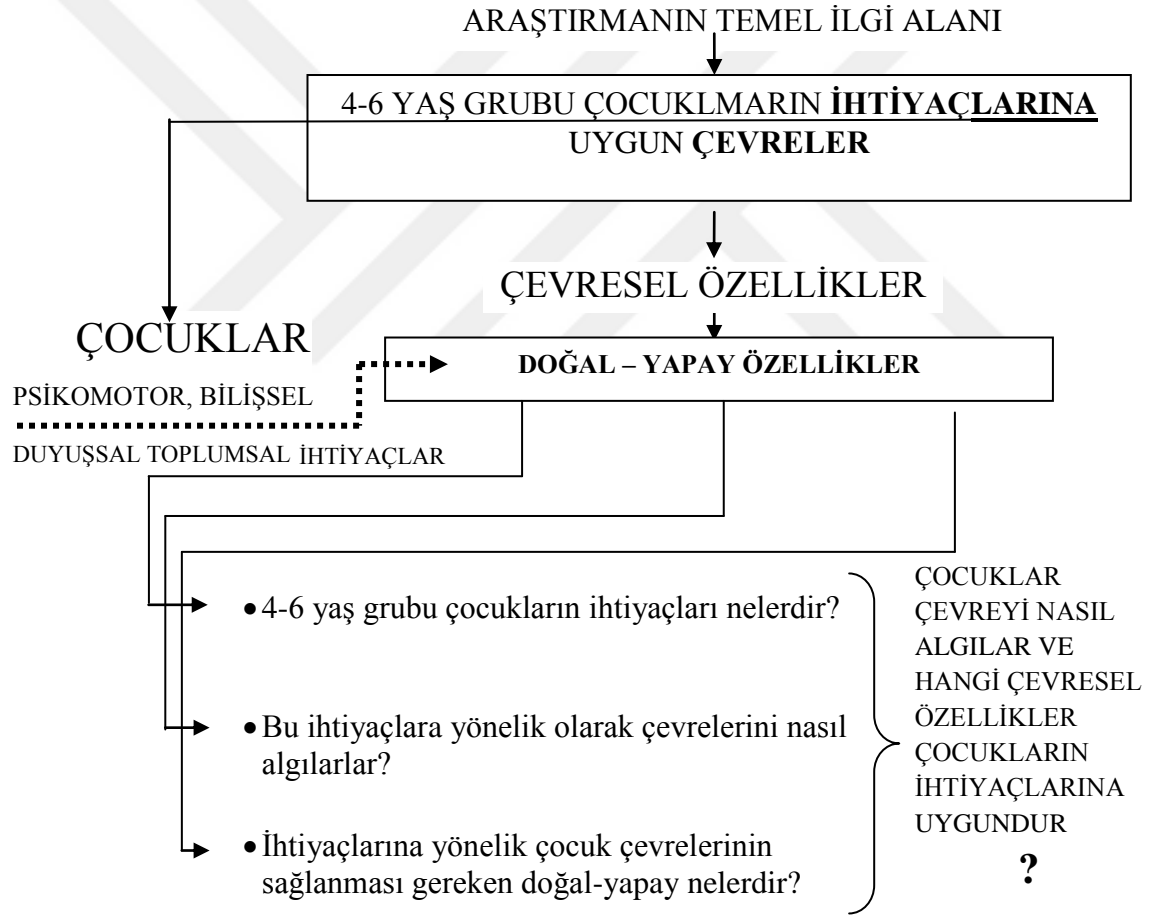 ARAŞTIRMANIN TEMEL İLGİ ALANI
4-6 YAŞ GRUBU ÇOCUKLMARIN İHTİYAÇLARINA
UYGUN ÇEVRELER
ÇEVRESEL ÖZELLİKLER
ÇOCUKLAR
DOĞAL – YAPAY ÖZELLİKLER
PSİKOMOTOR, BİLİŞSEL
DUYUŞSAL TOPLUMSAL İHTİYAÇLAR
•4-6 yaş grubu çocukların ihtiyaçları nelerdir?
•Bu ihtiyaçlara yönelik olarak çevrelerini nasıl
algılarlar?
•İhtiyaçlarına yönelik çocuk çevrelerinin
sağlanması gereken doğal-yapay nelerdir?
ÇOCUKLAR
ÇEVREYİ NASIL
ALGILAR VE
HANGİ ÇEVRESEL
ÖZELLİKLER
ÇOCUKLARIN
İHTİYAÇLARINA
UYGUNDUR
?